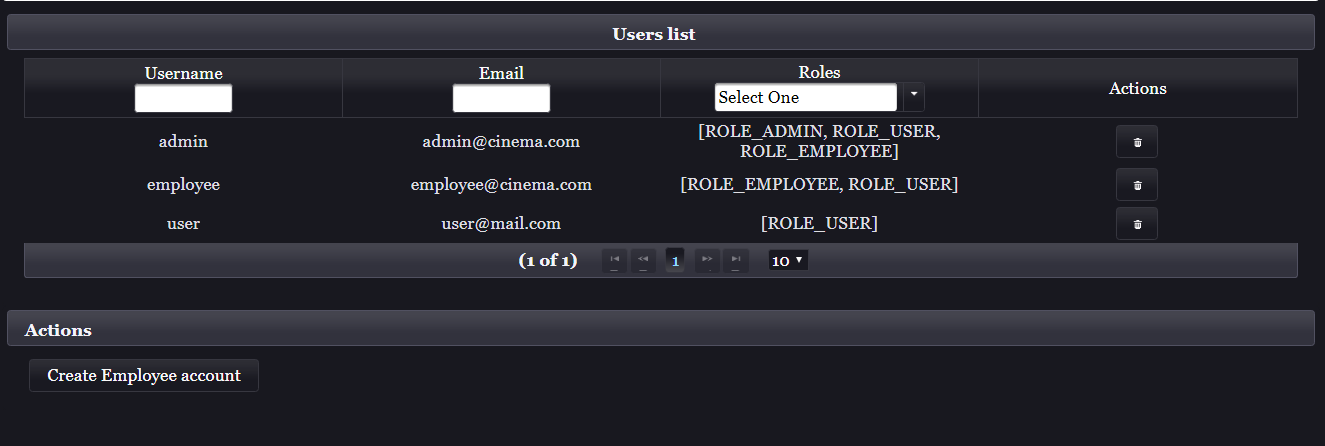 Users list
Username Email Roles Actions
Select One
admin admin@cinema.com [ROLE_ADMIN, ROLE_USER,
ROLE_EMPLOYEE]
employee employee@cinema.com [ROLE_EMPLOYEE, ROLE_USER]
user user@mail.com [ROLE_USER]
(1 of 1) 1 10
Actions
Create Employee account